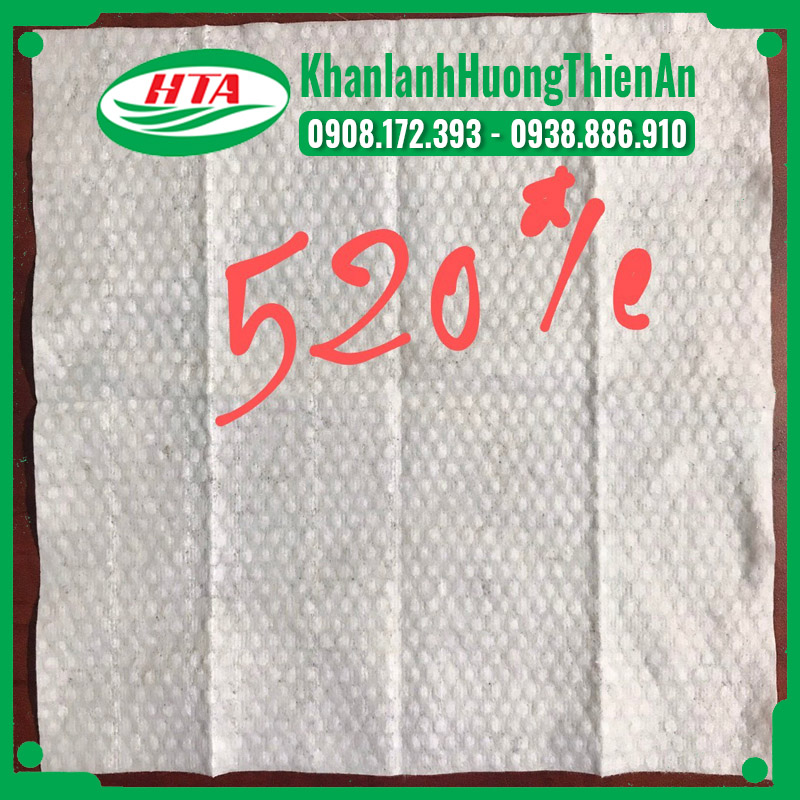 HTA
KhanlanhHuongThienAn
0908.172.393 - 0938.886.910
520 /e